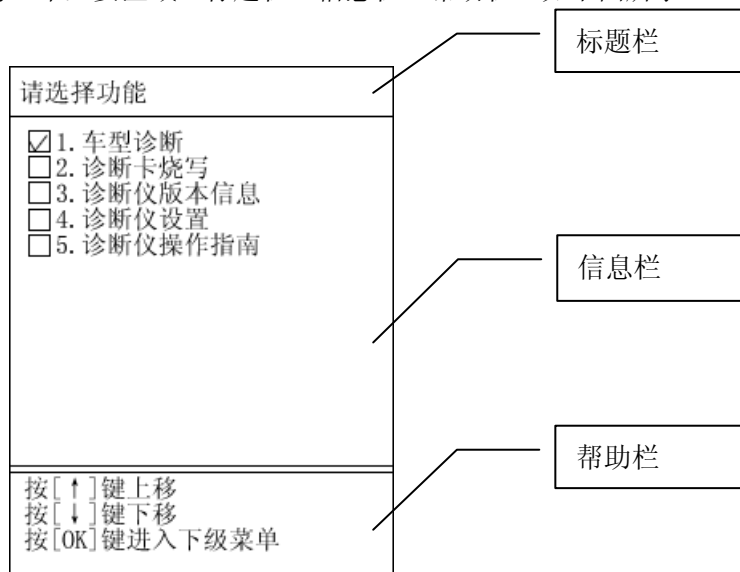 标题栏
请选择功能
☑1.车型诊断
☐2.诊断卡烧写
☐3.诊断仪版本信息
☐4.诊断仪设置
☐5.诊断仪操作指南
信息栏
帮助栏
按[↑]键上移
按[↓]键下移
按[OK]键进入下级菜单